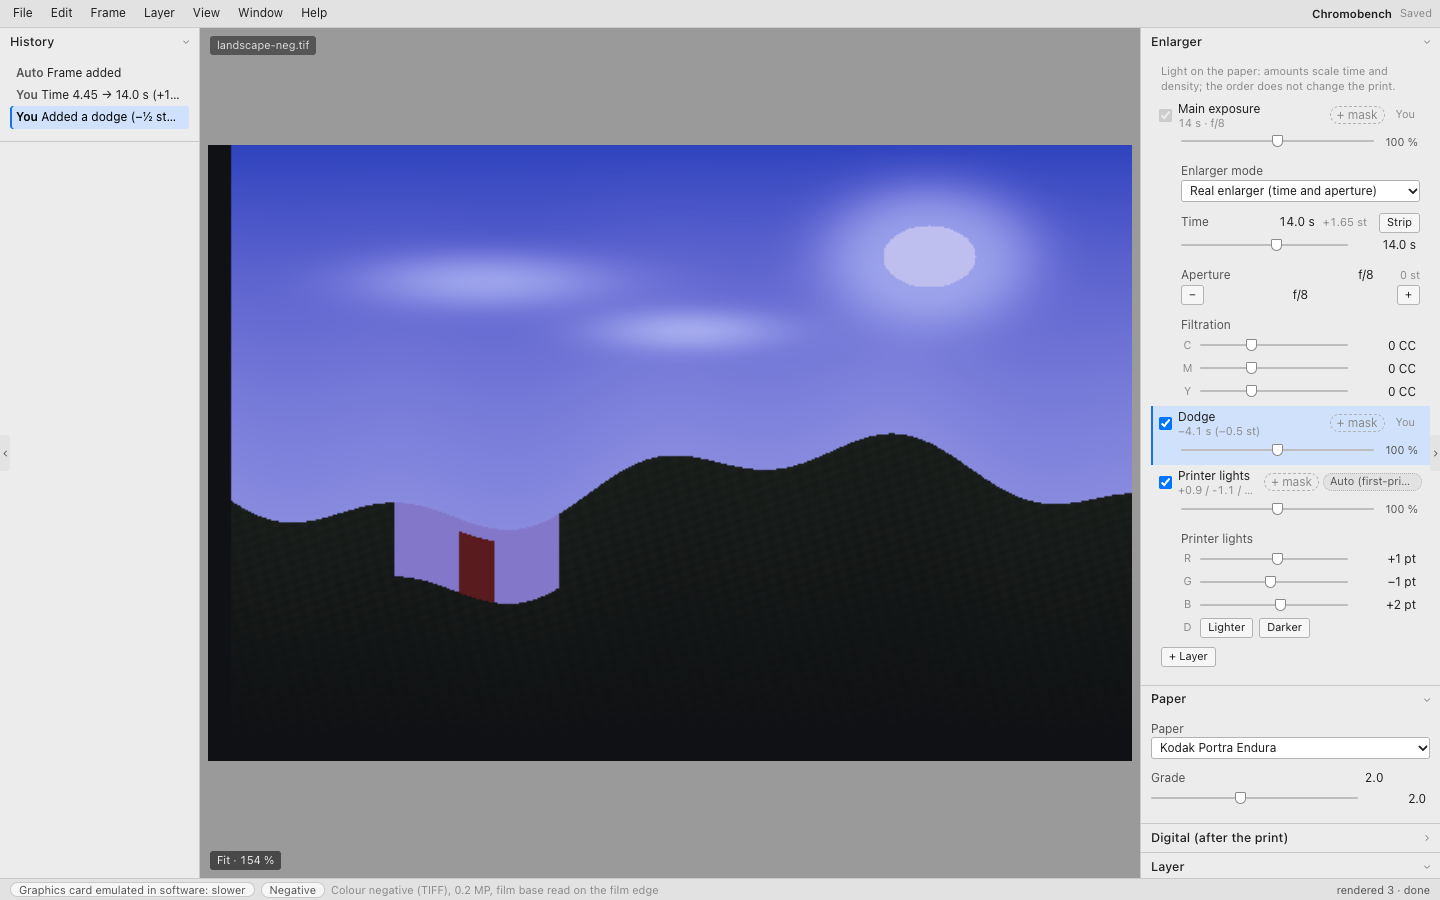 File Edit Frame Layer View Window Help
Chromobench Saved
History
Auto Frame added
You Time 4.45 → 14.0 s (+1...
You Added a dodge (−½ st...
landscape-neg.tif
Fit · 154 %
Enlarger
Light on the paper: amounts scale time and
density; the order does not change the print.
Main exposure + mask You
14 s · f/8
100 %
Enlarger mode
Real enlarger (time and aperture)
Time 14.0 s +1.65 st Strip
14.0 s
Aperture f/8 0 st
− f/8 +
Filtration
C 0 CC
M 0 CC
Y 0 CC
Dodge + mask You
−4.1 s (−0.5 st)
100 %
Printer lights + mask Auto (first-pri...
+0.9 / -1.1 / ...
100 %
Printer lights
R +1 pt
G −1 pt
B +2 pt
D Lighter Darker
+ Layer
Paper
Paper
Kodak Portra Endura
Grade 2.0
2.0
Digital (after the print)
Layer
Graphics card emulated in software: slower Negative Colour negative (TIFF), 0.2 MP, film base read on the film edge rendered 3 · done